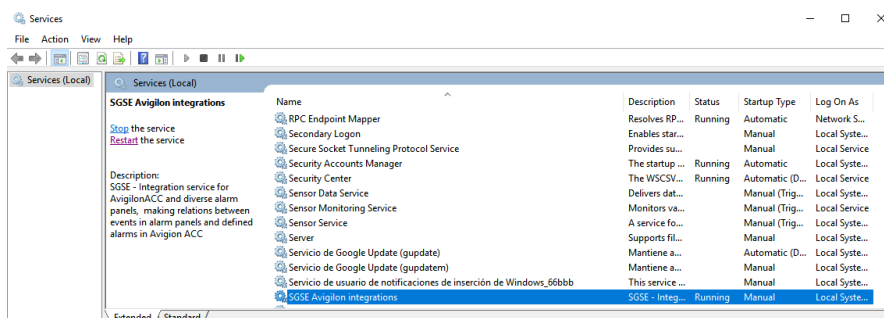 Services
File Action View Help
Services (Local)
Services (Local)
SGSE Avigilon integrations
Stop the service
Restart the service
Description:
SGSE - Integration service for
AvigilonACC and diverse alarm
panels, making relations between
events in alarm panels and defined
alarms in Avigion ACC
Name Description Status Startup Type Log On As
RPC Endpoint Mapper Resolves RP... Running Automatic Network S...
Secondary Logon Enables star... Manual Local Syste...
Secure Socket Tunneling Protocol Service Provides su... Manual Local Service
Security Accounts Manager The startup ... Running Automatic Local Syste...
Security Center The WSCSV... Running Automatic (D... Local Service
Sensor Data Service Delivers dat... Manual (Trig... Local Syste...
Sensor Monitoring Service Monitors va... Manual (Trig... Local Service
Sensor Service A service fo... Manual (Trig... Local Syste...
Server Supports fil... Manual Local Syste...
Servicio de Google Update (gupdate) Mantiene a... Automatic (D... Local Syste...
Servicio de Google Update (gupdatem) Mantiene a... Manual Local Syste...
Servicio de usuario de notificaciones de inserción de Windows_66bbb This service ... Manual Local Syste...
SGSE Avigilon integrations SGSE - Integ... Running Manual Local Syste...
Extended Standard